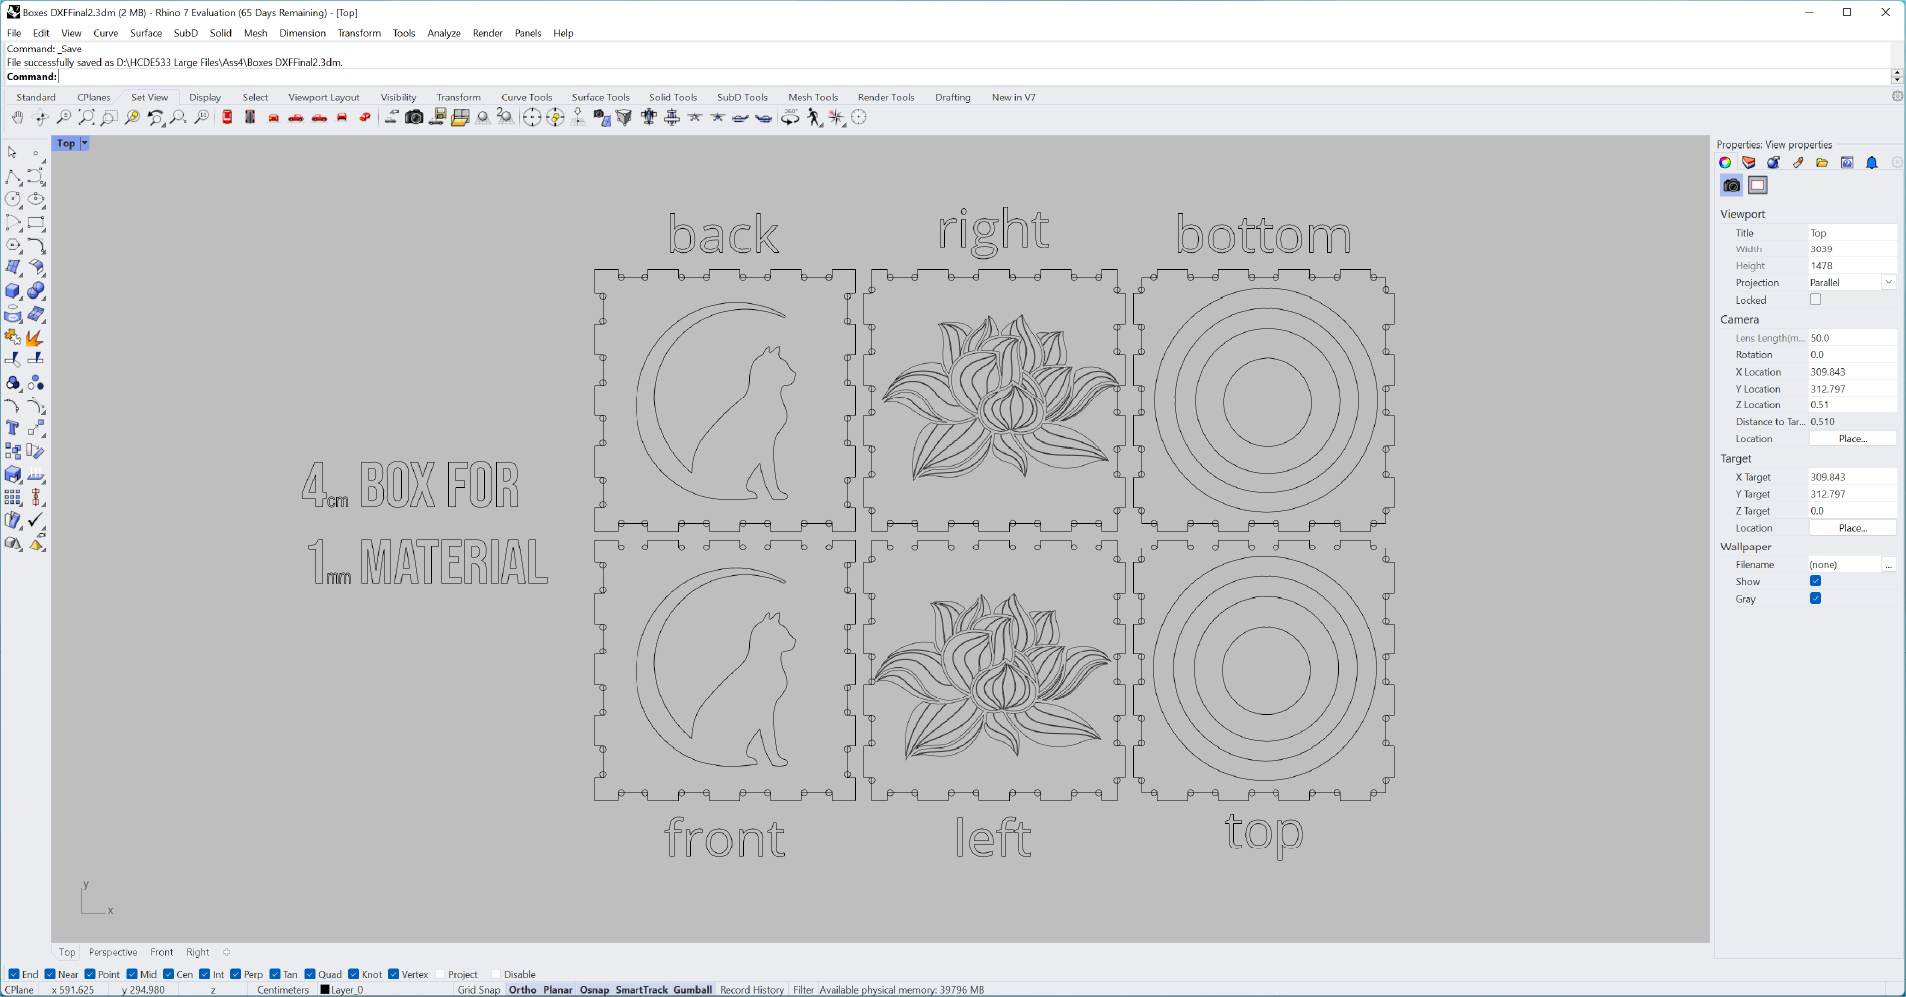 Boxes DXFFinal2.3dm (2 MB) - Rhino 7 Evaluation (65 Days Remaining) - [Top]
File Edit View Curve Surface SubD Solid Mesh Dimension Transform Tools Analyze Render Panels Help
Command: _Save
File successfully saved as D:\HCDE533 Large Files\Ass4\Boxes DXFFinal2.3dm.
Command:
Standard CPlanes Set View Display Select Viewport Layout Visibility Transform Curve Tools Surface Tools Solid Tools SubD Tools Mesh Tools Render Tools Drafting New in V7
Top
Properties: View properties
Viewport
Title Top
Width 3039
Height 1478
Projection Parallel
Locked
Camera
Lens Length(m... 50.0
Rotation 0.0
X Location 309.843
Y Location 312.797
Z Location 0.51
Distance to Tar... 0.510
Location Place...
Target
X Target 309.843
Y Target 312.797
Z Target 0.0
Location Place...
Wallpaper
Filename (none) ...
Show
Gray
back right bottom
4cm BOX FOR
1mm MATERIAL
front left top
y
x
Top Perspective Front Right
End Near Point Mid Cen Int Perp Tan Quad Knot Vertex Project Disable
CPlane x 591.625 y 294.980 z Centimeters Layer_0 Grid Snap Ortho Planar Osnap SmartTrack Gumball Record History Filter Available physical memory: 39796 MB